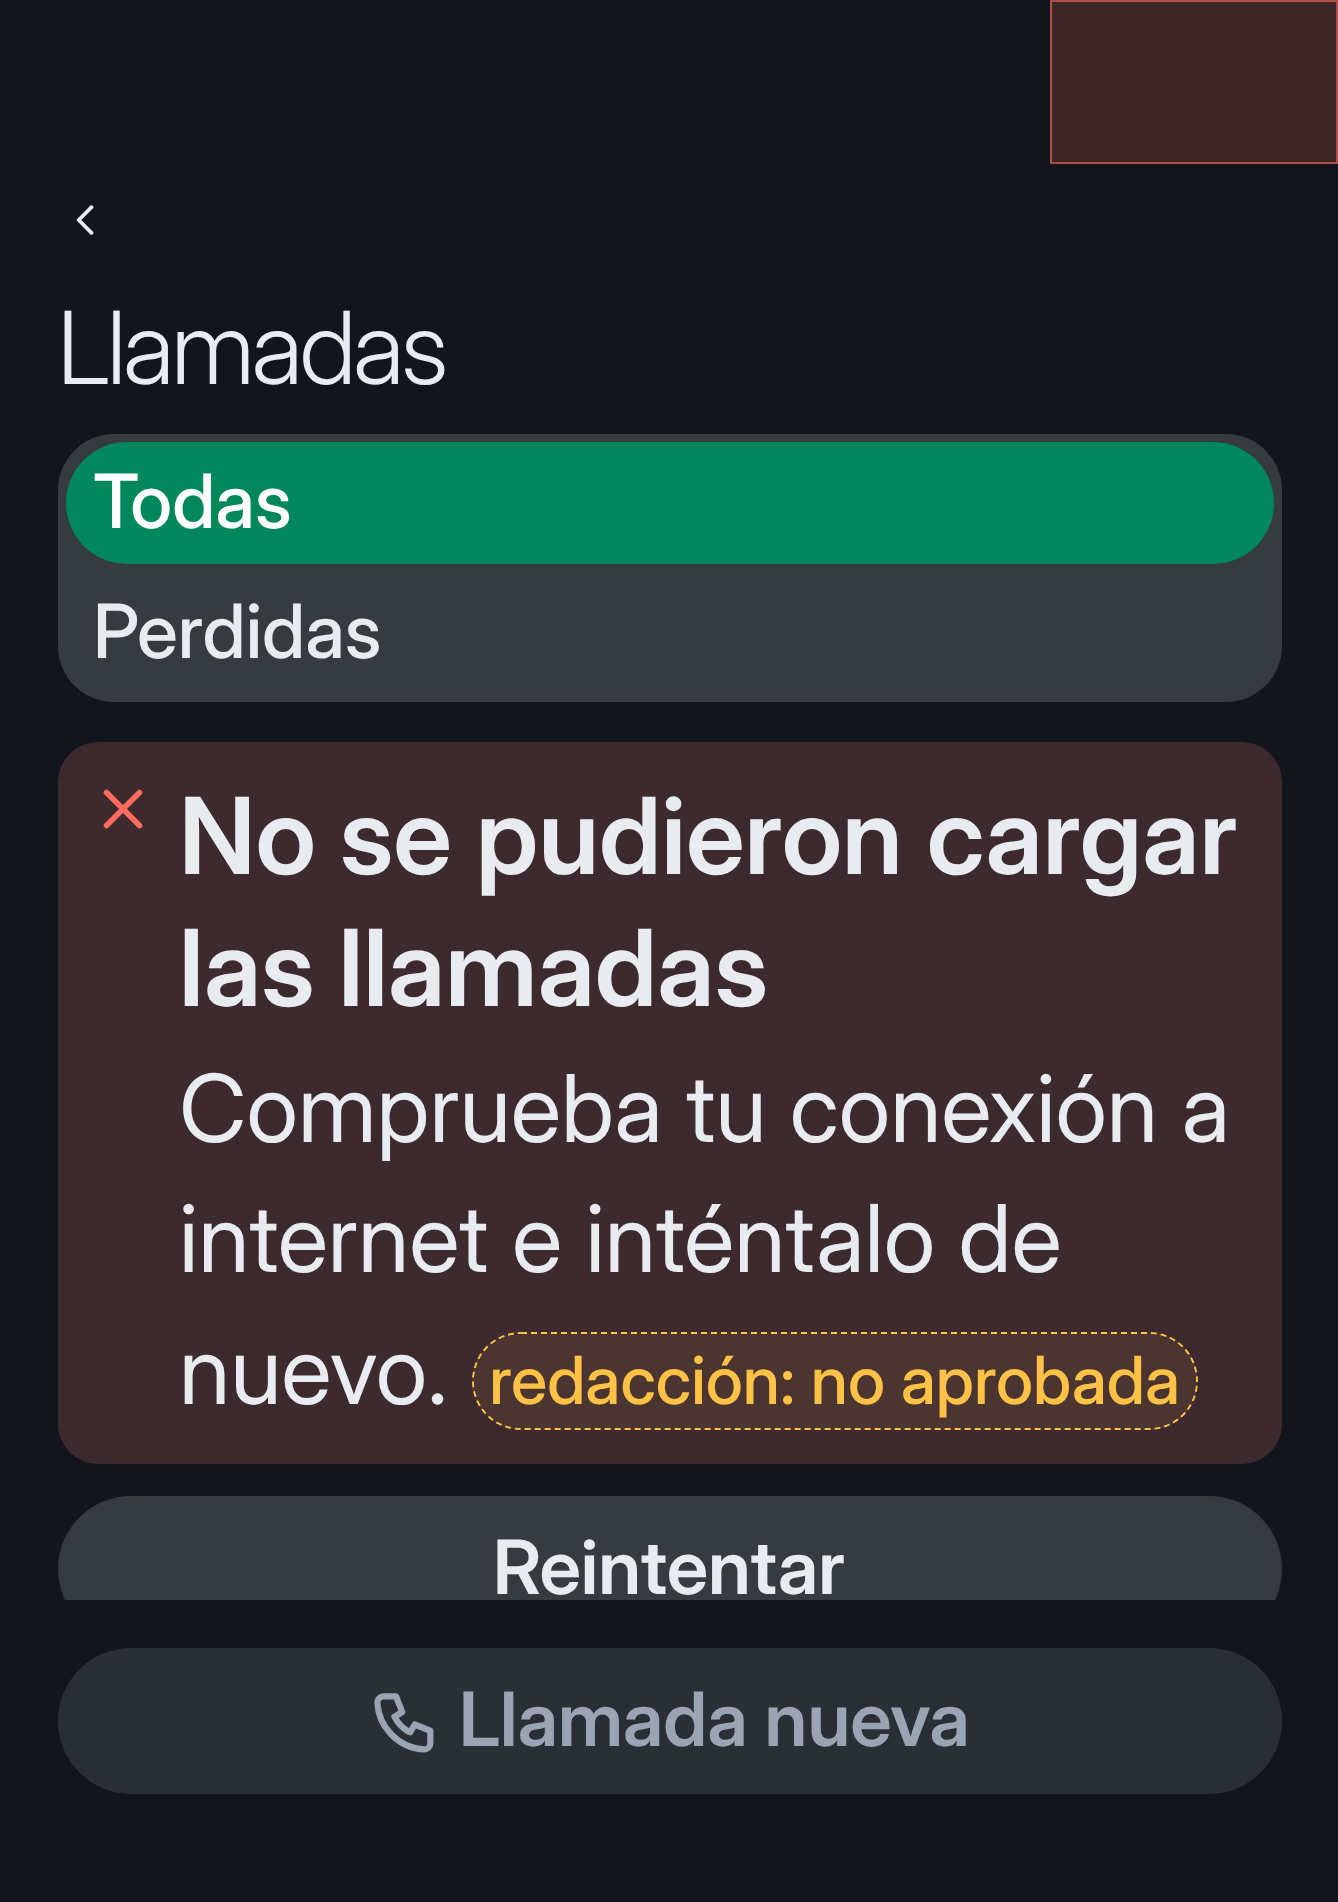 Llamadas
Todas
Perdidas
No se pudieron cargar
las llamadas
Comprueba tu conexión a
internet e inténtalo de
nuevo. redacción: no aprobada
Reintentar
Llamada nueva